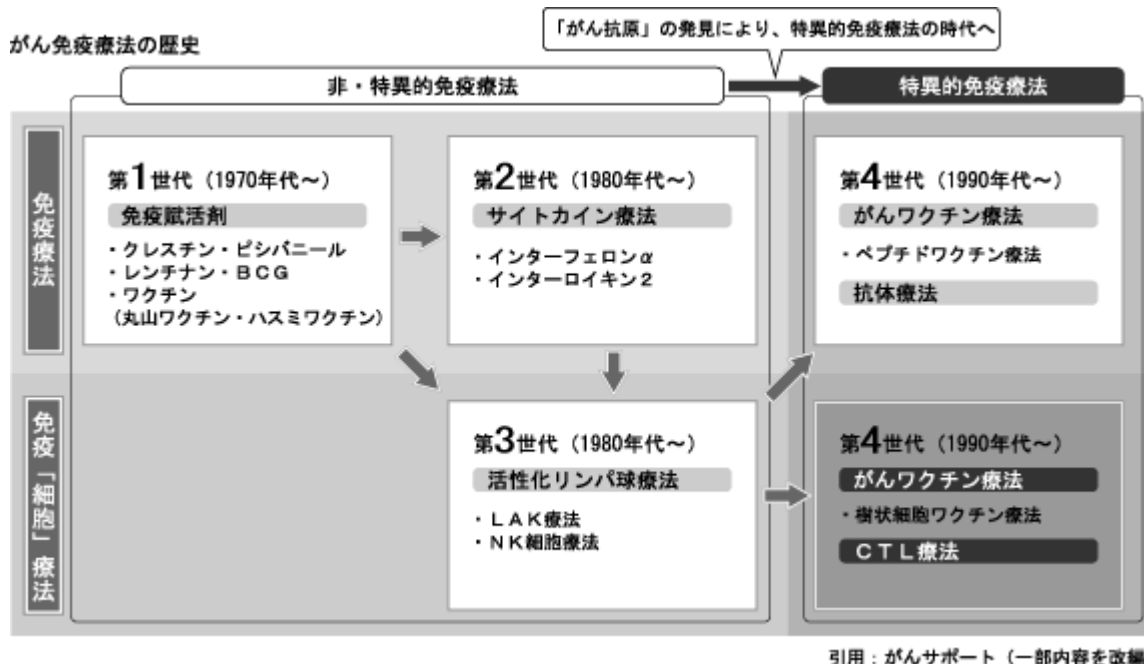 「がん抗原」の発見により、特異的免疫療法の時代へ
がん免疫療法の歴史
非・特異的免疫療法
特異的免疫療法
免疫療法
第1世代（1970年代～）
免疫賦活剤
・クレスチン・ピシバニール
・レンチナン・ＢＣＧ
・ワクチン
（丸山ワクチン・ハスミワクチン）
第2世代（1980年代～）
サイトカイン療法
・インターフェロンα
・インターロイキン２
第4世代（1990年代～）
がんワクチン療法
・ペプチドワクチン療法
抗体療法
免疫「細胞」療法
第3世代（1980年代～）
活性化リンパ球療法
・ＬＡＫ療法
・ＮＫ細胞療法
第4世代（1990年代～）
がんワクチン療法
・樹状細胞ワクチン療法
ＣＴＬ療法
引用：がんサポート（一部内容を改編